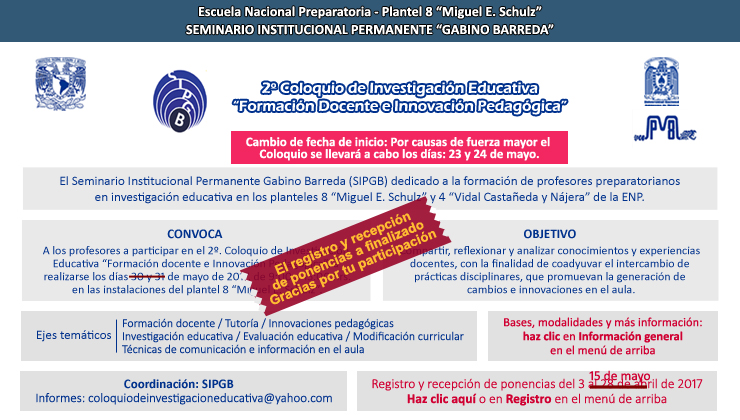 Escuela Nacional Preparatoria - Plantel 8 “Miguel E. Schulz”
SEMINARIO INSTITUCIONAL PERMANENTE “GABINO BARREDA”
2º Coloquio de Investigación Educativa
“Formación Docente e Innovación Pedagógica”
Cambio de fecha de inicio: Por causas de fuerza mayor el
Coloquio se llevará a cabo los días: 23 y 24 de mayo.
El Seminario Institucional Permanente Gabino Barreda (SIPGB) dedicado a la formación de profesores preparatorianos
en investigación educativa en los planteles 8 “Miguel E. Schulz” y 4 “Vidal Castañeda y Nájera” de la ENP.
CONVOCA
A los profesores a participar en el 2º. Coloquio de
Educativa “Formación docente e Innovación
realizarse los días 30 y 31 de mayo de
en las instalaciones del plantel 8
El registro y recepción
de ponencias a finalizado
Gracias por tu participación
OBJETIVO
reflexionar y analizar conocimientos y experiencias
docentes, con la finalidad de coadyuvar el intercambio de
prácticas disciplinares, que promuevan la generación de
cambios e innovaciones en el aula.
Ejes temáticos
Formación docente / Tutoría / Innovaciones pedagógicas
Investigación educativa / Evaluación educativa / Modificación curricular
Técnicas de comunicación e información en el aula
Bases, modalidades y más información:
haz clic en Información general
en el menú de arriba
Coordinación: SIPGB
Informes: coloquiodeinvestigacioneducativa@yahoo.com
15 de mayo
Registro y recepción de ponencias del 3 al 28 de abril de 2017
Haz clic aquí o en Registro en el menú de arriba